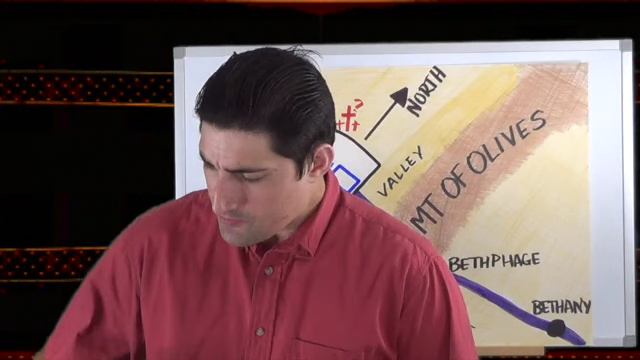 ?
NORTH
VALLEY
MT OF OLIVES
BETHPHAGE
BETHANY